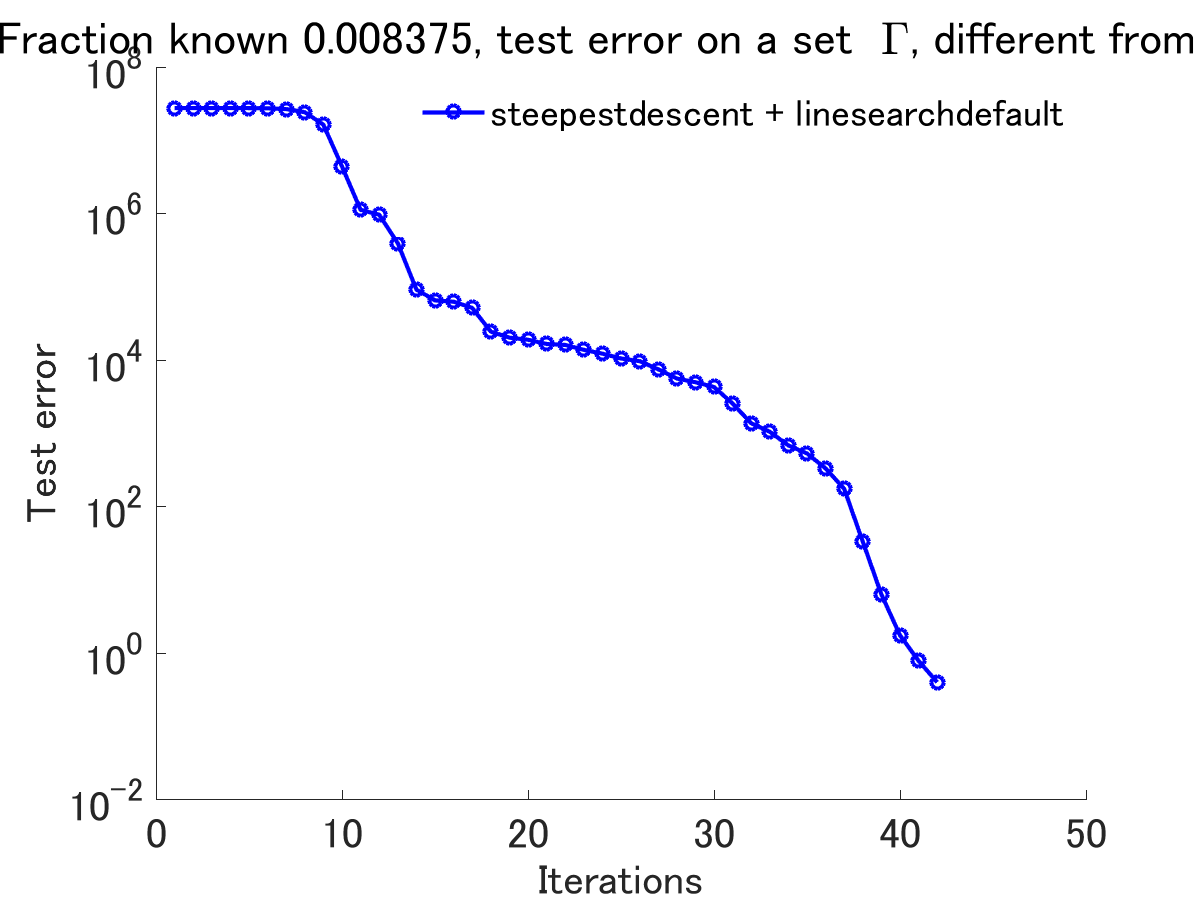 Fraction known 0.008375, test error on a set Γ, different from
10^8
steepestdescent + linesearchdefault
10^6
10^4
Test error
10^2
10^0
10^−2
0 10 20 30 40 50
Iterations